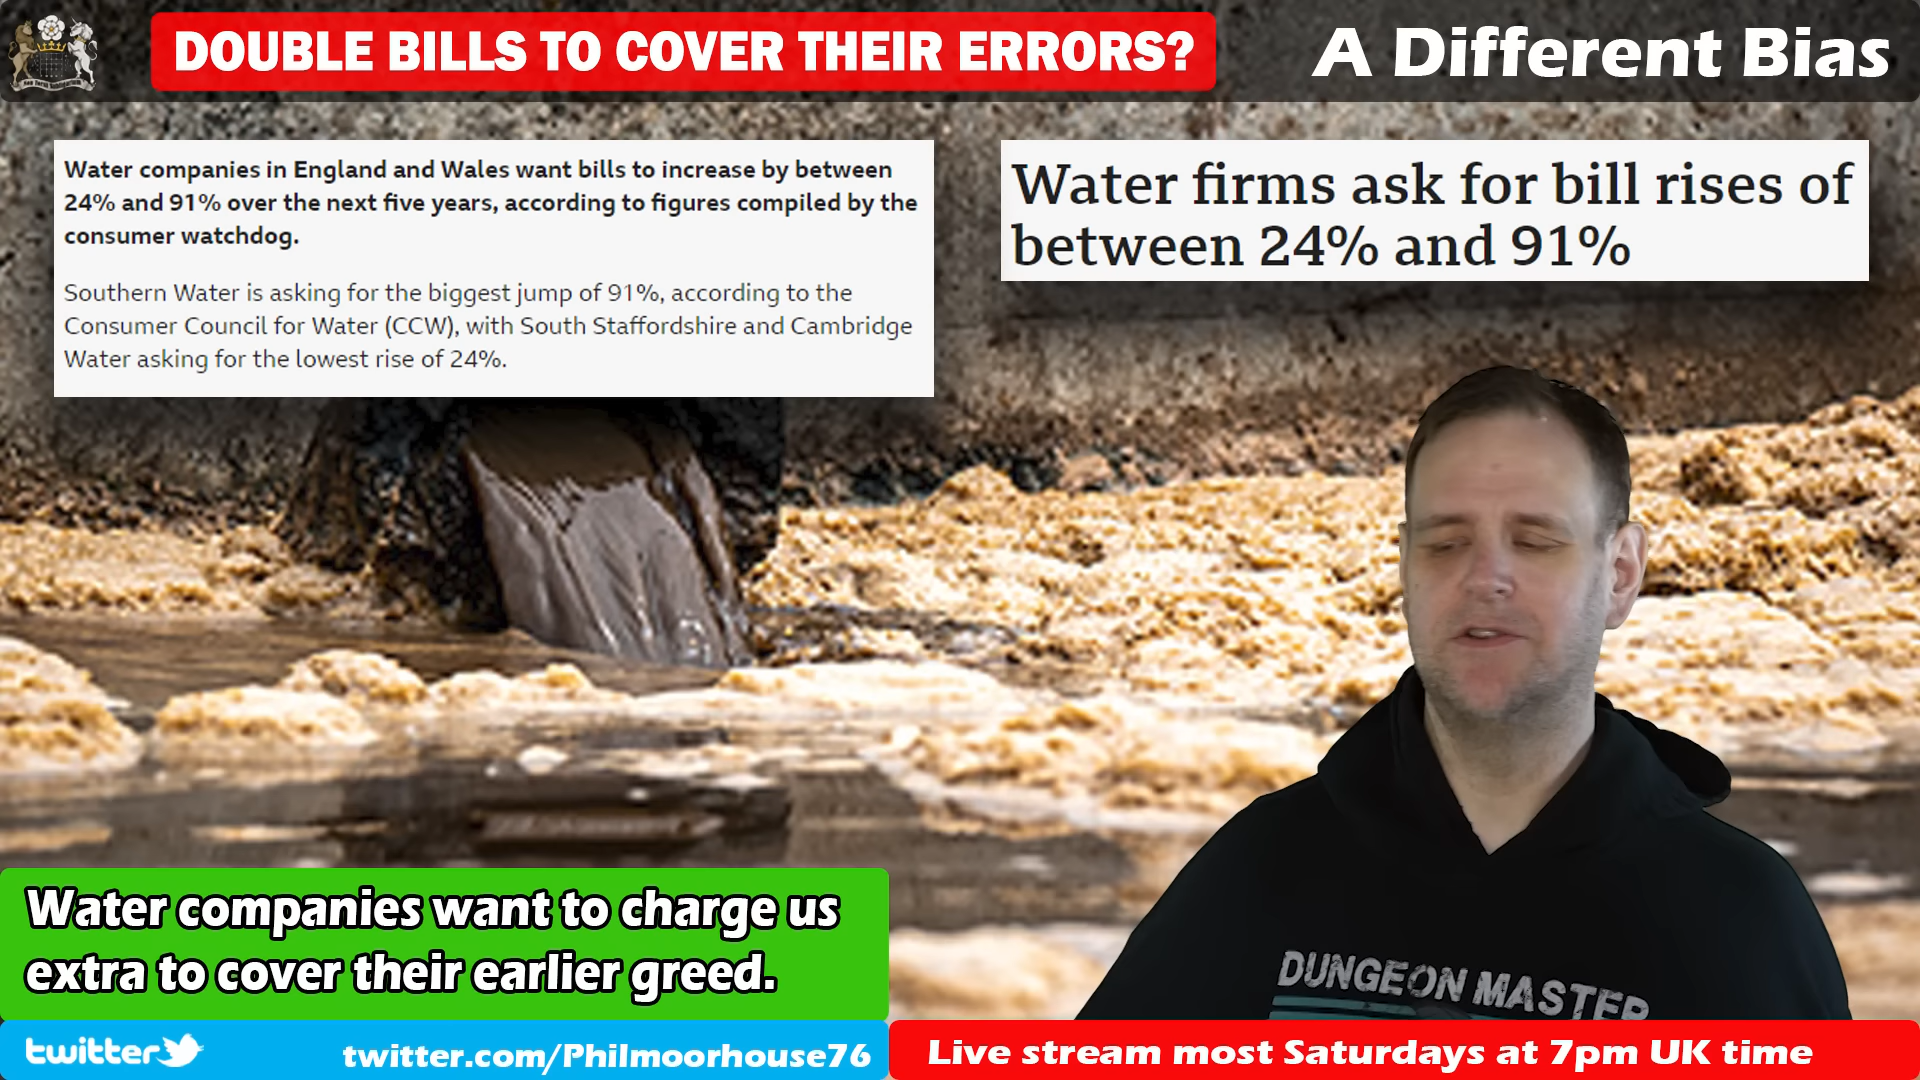 DOUBLE BILLS TO COVER THEIR ERRORS?
A Different Bias
Water companies in England and Wales want bills to increase by between
24% and 91% over the next five years, according to figures compiled by the
consumer watchdog.
Southern Water is asking for the biggest jump of 91%, according to the
Consumer Council for Water (CCW), with South Staffordshire and Cambridge
Water asking for the lowest rise of 24%.
Water firms ask for bill rises of
between 24% and 91%
DUNGEON MASTER
Water companies want to charge us
extra to cover their earlier greed.
twitter
twitter.com/Philmoorhouse76
Live stream most Saturdays at 7pm UK time